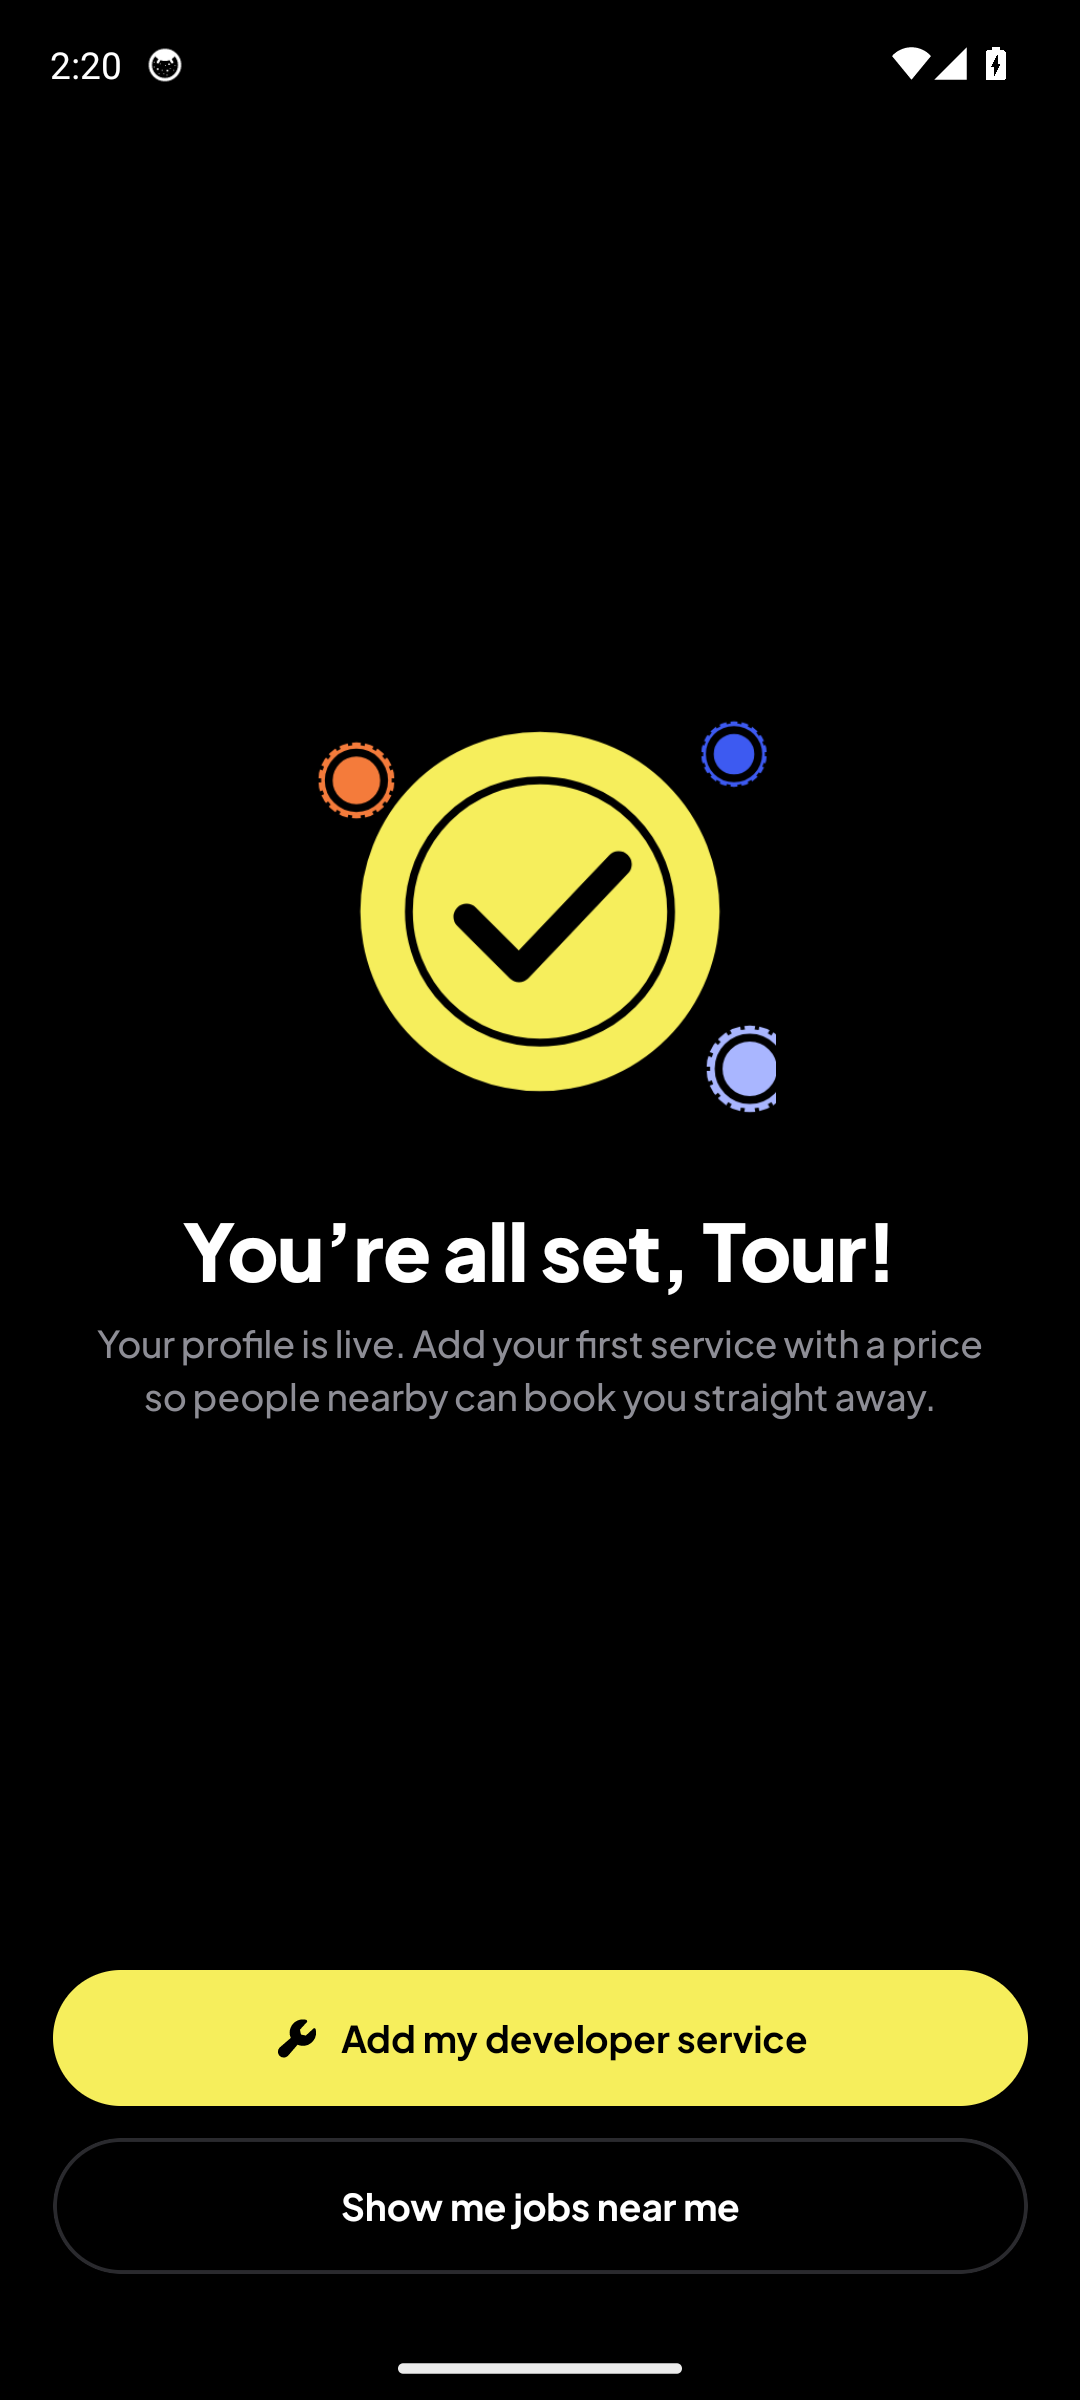 2:20
You’re all set, Tour!
Your profile is live. Add your first service with a price
so people nearby can book you straight away.
Add my developer service
Show me jobs near me